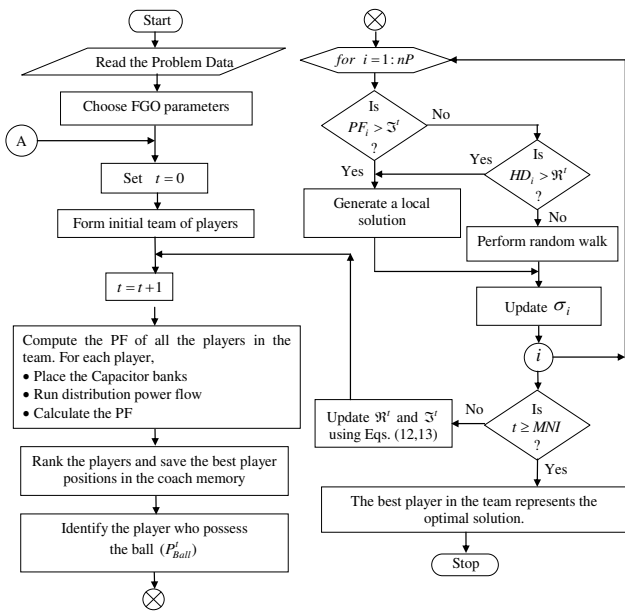 Start
Read the Problem Data
Choose FGO parameters
A
Set t = 0
Form initial team of players
t = t + 1
Compute the PF of all the players in the
team. For each player,
• Place the Capacitor banks
• Run distribution power flow
• Calculate the PF
Rank the players and save the best player
positions in the coach memory
Identify the player who possess
the ball (P^t_Ball)
for i = 1 : nP
Is
PF_i > ℑ^t
?
No
Yes
Is
HD_i > ℜ^t
?
Yes
No
Generate a local
solution
Perform random walk
Update σ_i
i
Is
t ≥ MNI
?
No
Update ℜ^t and ℑ^t
using Eqs. (12,13)
Yes
The best player in the team represents the
optimal solution.
Stop